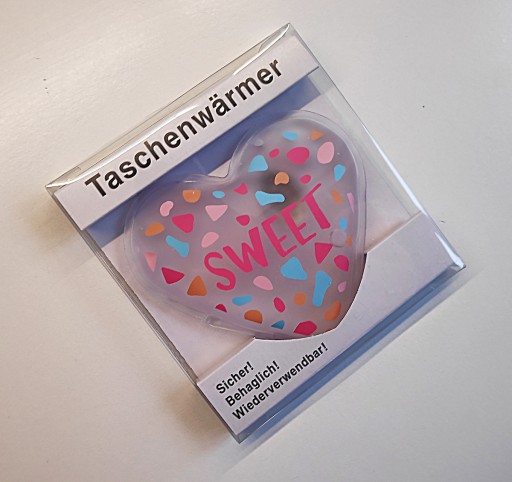 Taschenwärmer
SWEET
Sicher!
Behaglich!
Wiederverwendbar!